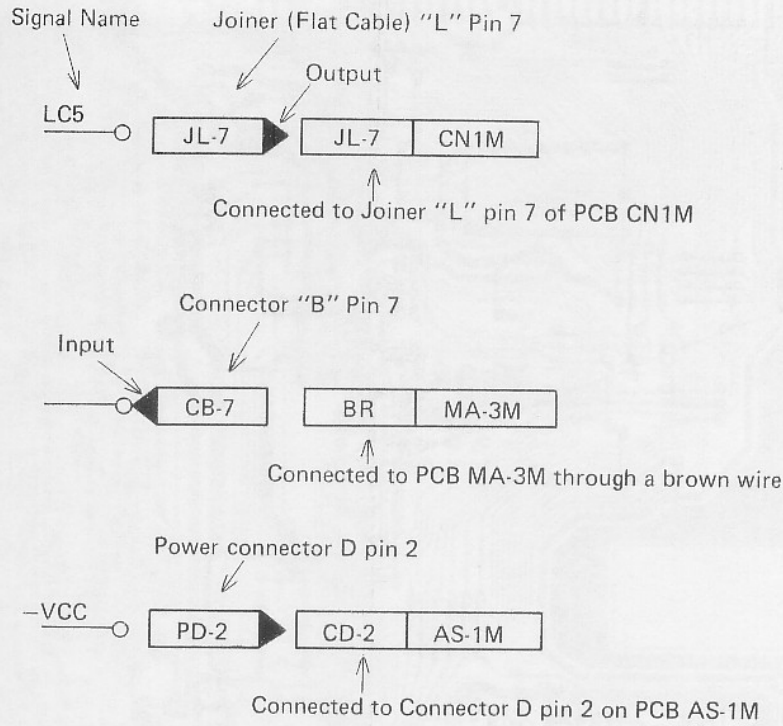 Signal Name
Joiner (Flat Cable) "L" Pin 7
Output
LC5
JL-7
JL-7
CN1M
Connected to Joiner "L" pin 7 of PCB CN1M
Connector "B" Pin 7
Input
CB-7
BR
MA-3M
Connected to PCB MA-3M through a brown wire
Power connector D pin 2
-VCC
PD-2
CD-2
AS-1M
Connected to Connector D pin 2 on PCB AS-1M